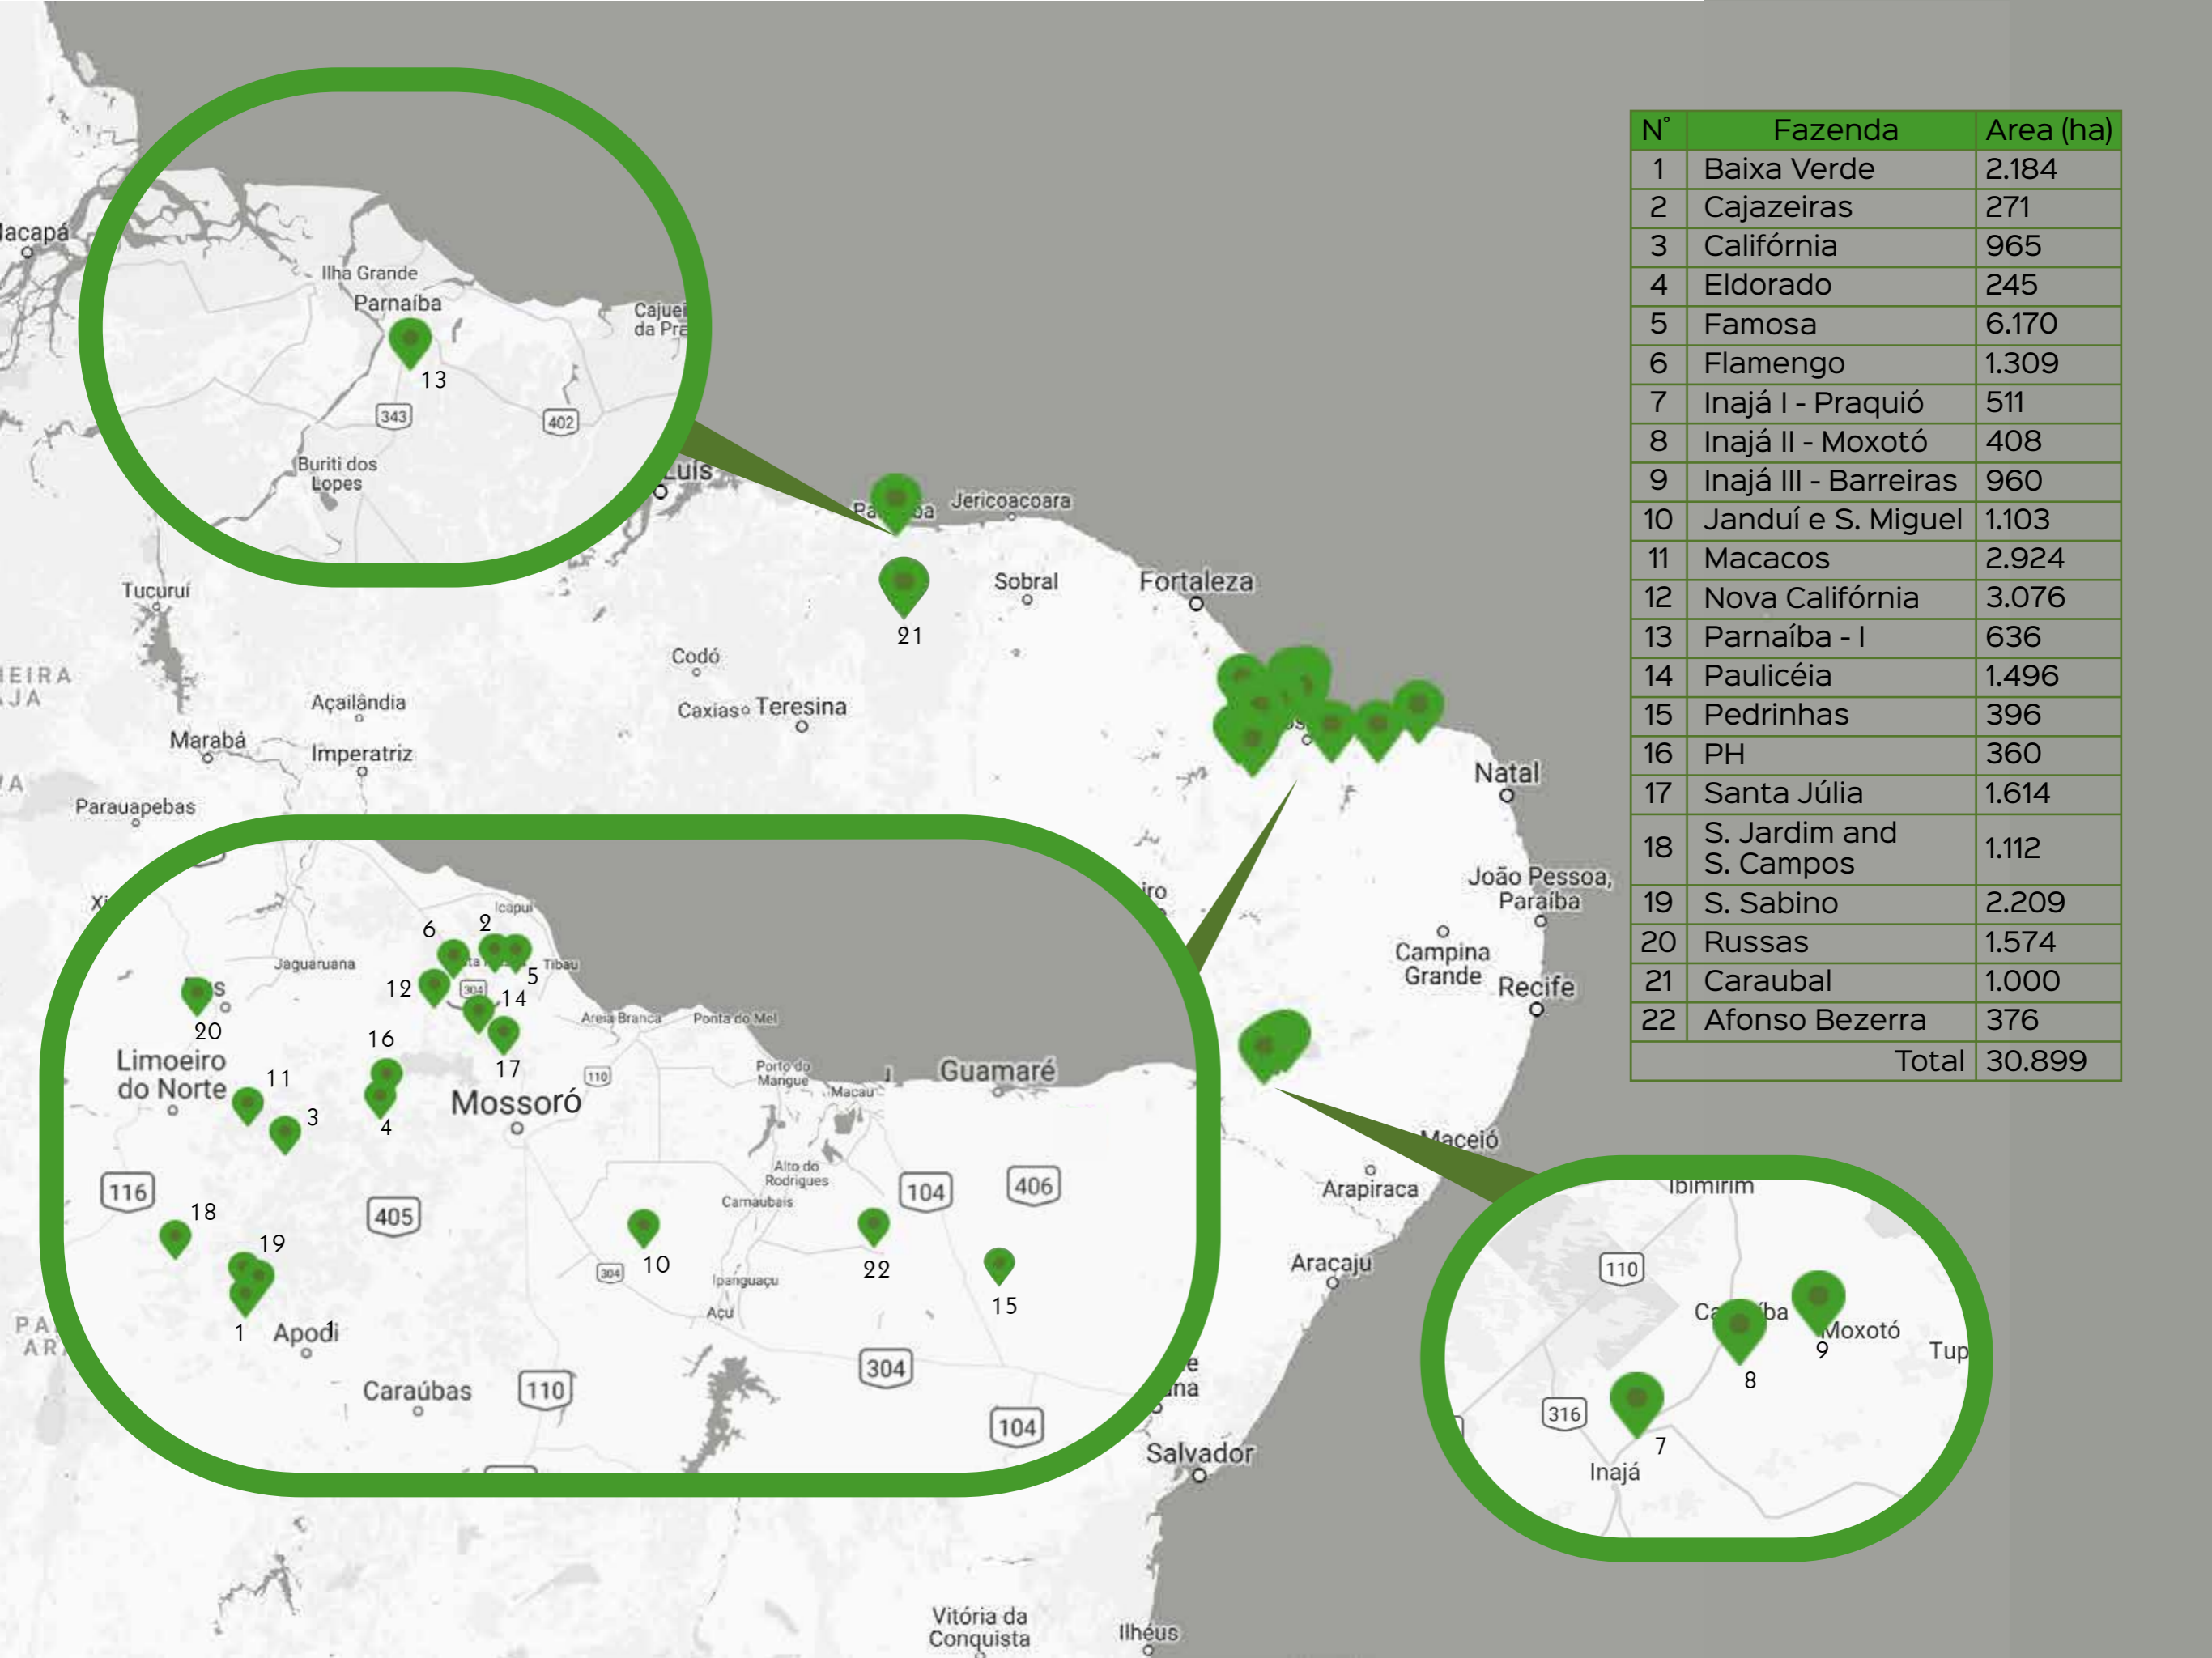 Ilha Grande
Parnaíba
13
343
402
Buriti dos
Lopes
Jericoacoara
Tucuruí
Sobral
Fortaleza
21
Codó
Açailândia
Caxias
Teresina
Marabá
Imperatriz
Parauapebas
Natal
João Pessoa,
Paraíba
Campina
Grande
Recife
Maceió
Arapiraca
Aracaju
Salvador
Vitória da
Conquista
Ilhéus
Icapuí
6
2
Jaguaruana
Tibau
5
12
304
14
20
16
Areia Branca
Ponta do Mel
Limoeiro
do Norte
11
17
110
Porto do
Mangue
Macau
Guamaré
3
4
Mossoró
116
18
405
Alto do
Rodrigues
Carnaubais
104
406
19
10
304
22
Ipanguaçu
15
Açu
1
Apodi
1
Caraúbas
110
304
104
Ibimirim
110
Moxotó
9
8
316
7
Inajá
N° Fazenda Area (ha)
1 Baixa Verde 2.184
2 Cajazeiras 271
3 Califórnia 965
4 Eldorado 245
5 Famosa 6.170
6 Flamengo 1.309
7 Inajá I - Praquió 511
8 Inajá II - Moxotó 408
9 Inajá III - Barreiras 960
10 Janduí e S. Miguel 1.103
11 Macacos 2.924
12 Nova Califórnia 3.076
13 Parnaíba - I 636
14 Paulicéia 1.496
15 Pedrinhas 396
16 PH 360
17 Santa Júlia 1.614
18 S. Jardim and
S. Campos 1.112
19 S. Sabino 2.209
20 Russas 1.574
21 Caraubal 1.000
22 Afonso Bezerra 376
Total 30.899